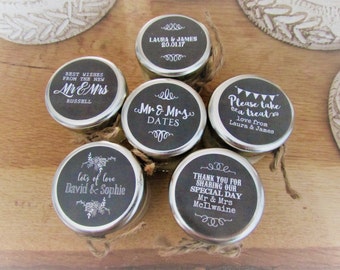 LAURA & JAMES
20.01.17
BEST WISHES
FROM THE NEW
Mr & Mrs
RUSSELL
Mr & Mrs
DATES
Please take
a treat
love from
Laura & James
lots of love
David & Sophie
THANK YOU FOR
SHARING OUR
SPECIAL DAY
Mr & Mrs
McIlwaine